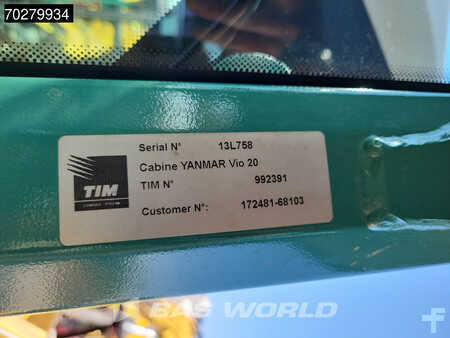 70279934
Serial N° 13L758
Cabine YANMAR Vio 20
TIM
TIM N° 992391
Customer N°: 172481-68103
BAS WORLD